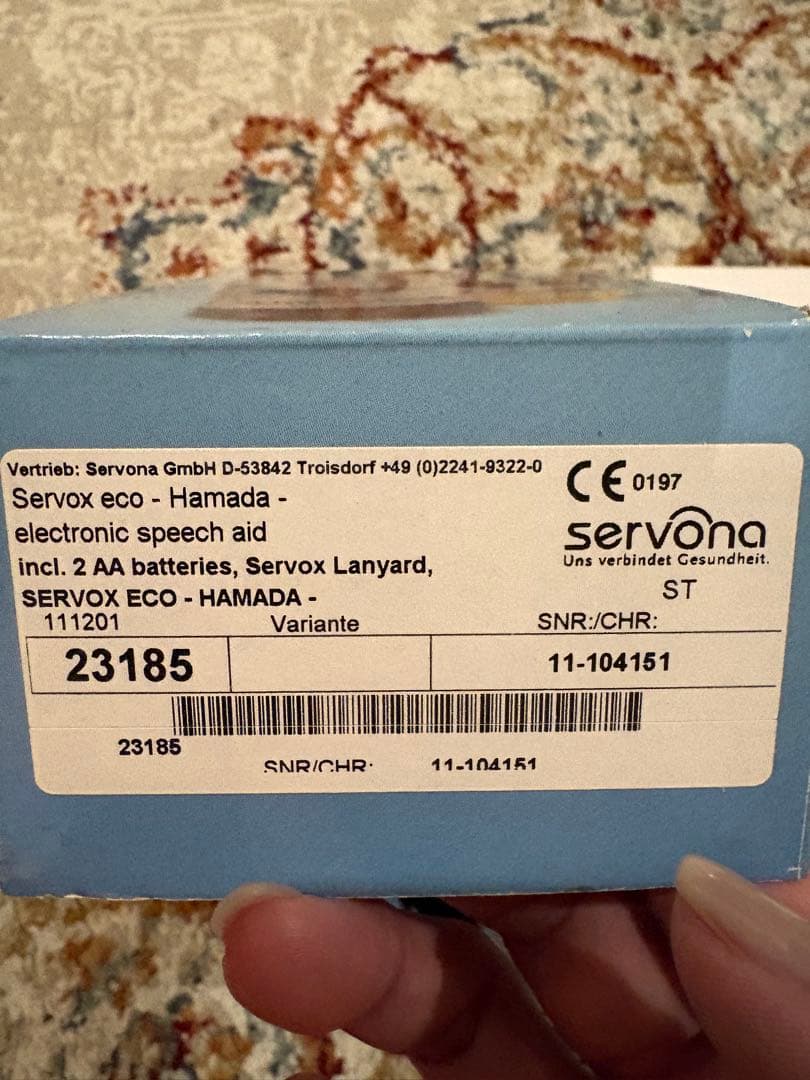 Vertrieb: Servona GmbH D-53842 Troisdorf +49 (0)2241-9322-0
CE 0197
Servox eco - Hamada -
electronic speech aid
servona
Uns verbindet Gesundheit.
incl. 2 AA batteries, Servox Lanyard,
SERVOX ECO - HAMADA -
ST
111201 Variante SNR:/CHR:
23185 11-104151
23185
SNR/CHR: 11-104151